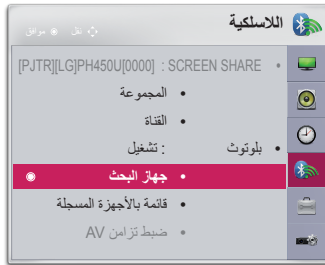 اللاسلكية
نقل ◉ موافق
[PJTR][LG]PH450U[0000] : SCREEN SHARE •
• المجموعة
• القناة
• بلوتوث : تشغيل
• جهاز البحث ◉
• قائمة بالأجهزة المسجلة
• ضبط تزامن AV